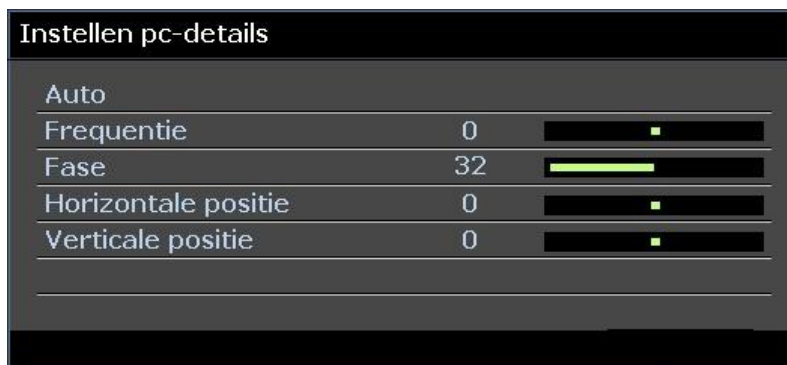 Instellen pc-details
Auto
Frequentie 0
Fase 32
Horizontale positie 0
Verticale positie 0